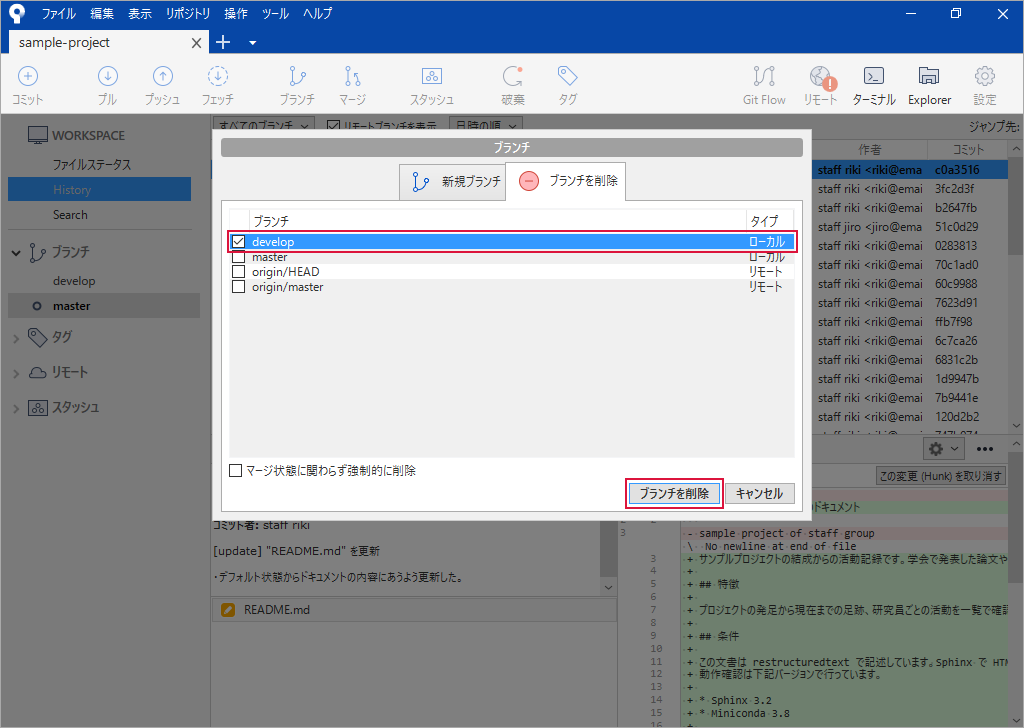 ファイル 編集 表示 リポジトリ 操作 ツール ヘルプ
sample-project
コミット プル プッシュ フェッチ ブランチ マージ スタッシュ 破棄 タグ Git Flow リモート ターミナル Explorer 設定
WORKSPACE
ファイルステータス
History
Search
ブランチ
develop
master
タグ
リモート
スタッシュ
すべてのブランチ リモートブランチを表示 日時の順 ジャンプ先:
作者 コミット
staff riki <riki@ema c0a3516
staff riki <riki@emai 3fc2d3f
staff riki <riki@emai b2647fb
staff jiro <jiro@ema 51c0d29
staff riki <riki@emai 0283813
staff riki <riki@emai 70c1ad0
staff riki <riki@emai 60c9988
staff riki <riki@emai 7623d91
staff riki <riki@emai ffb7f98
staff riki <riki@emai 6c7ca26
staff riki <riki@emai 6831c2b
staff riki <riki@emai 1d9947b
staff riki <riki@emai 7b9441e
staff riki <riki@emai 120d2b2
ブランチ
新規ブランチ ブランチを削除
ブランチ タイプ
develop ローカル
master ローカル
origin/HEAD リモート
origin/master リモート
マージ状態に関わらず強制的に削除
ブランチを削除 キャンセル
コミット者: staff riki
[update] "README.md" を更新
・デフォルト状態からドキュメントの内容にあうよう更新した。
README.md
この変更 (Hunk) を取り消す
ドキュメント
2 2
3 - sample project of staff group
\ No newline at end of file
3 + サンプルプロジェクトの結成からの活動記録です。学会で発表した論文や
4 +
5 + ## 特徴
6 +
7 + プロジェクトの発足から現在までの足跡、研究員ごとの活動を一覧で確認
8 +
9 + ## 条件
10 +
11 + この文書は restructuredtext で記述しています。Sphinx で HTM
12 + 動作確認は下記バージョンで行っています。
13 +
14 + * Sphinx 3.2
15 + * Miniconda 3.8
16 +